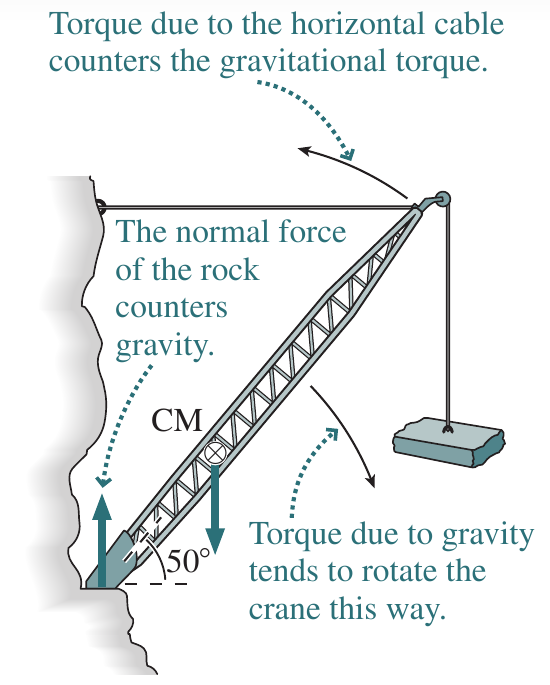 Torque due to the horizontal cable
counters the gravitational torque.
The normal force
of the rock
counters
gravity.
CM
50°
Torque due to gravity
tends to rotate the
crane this way.